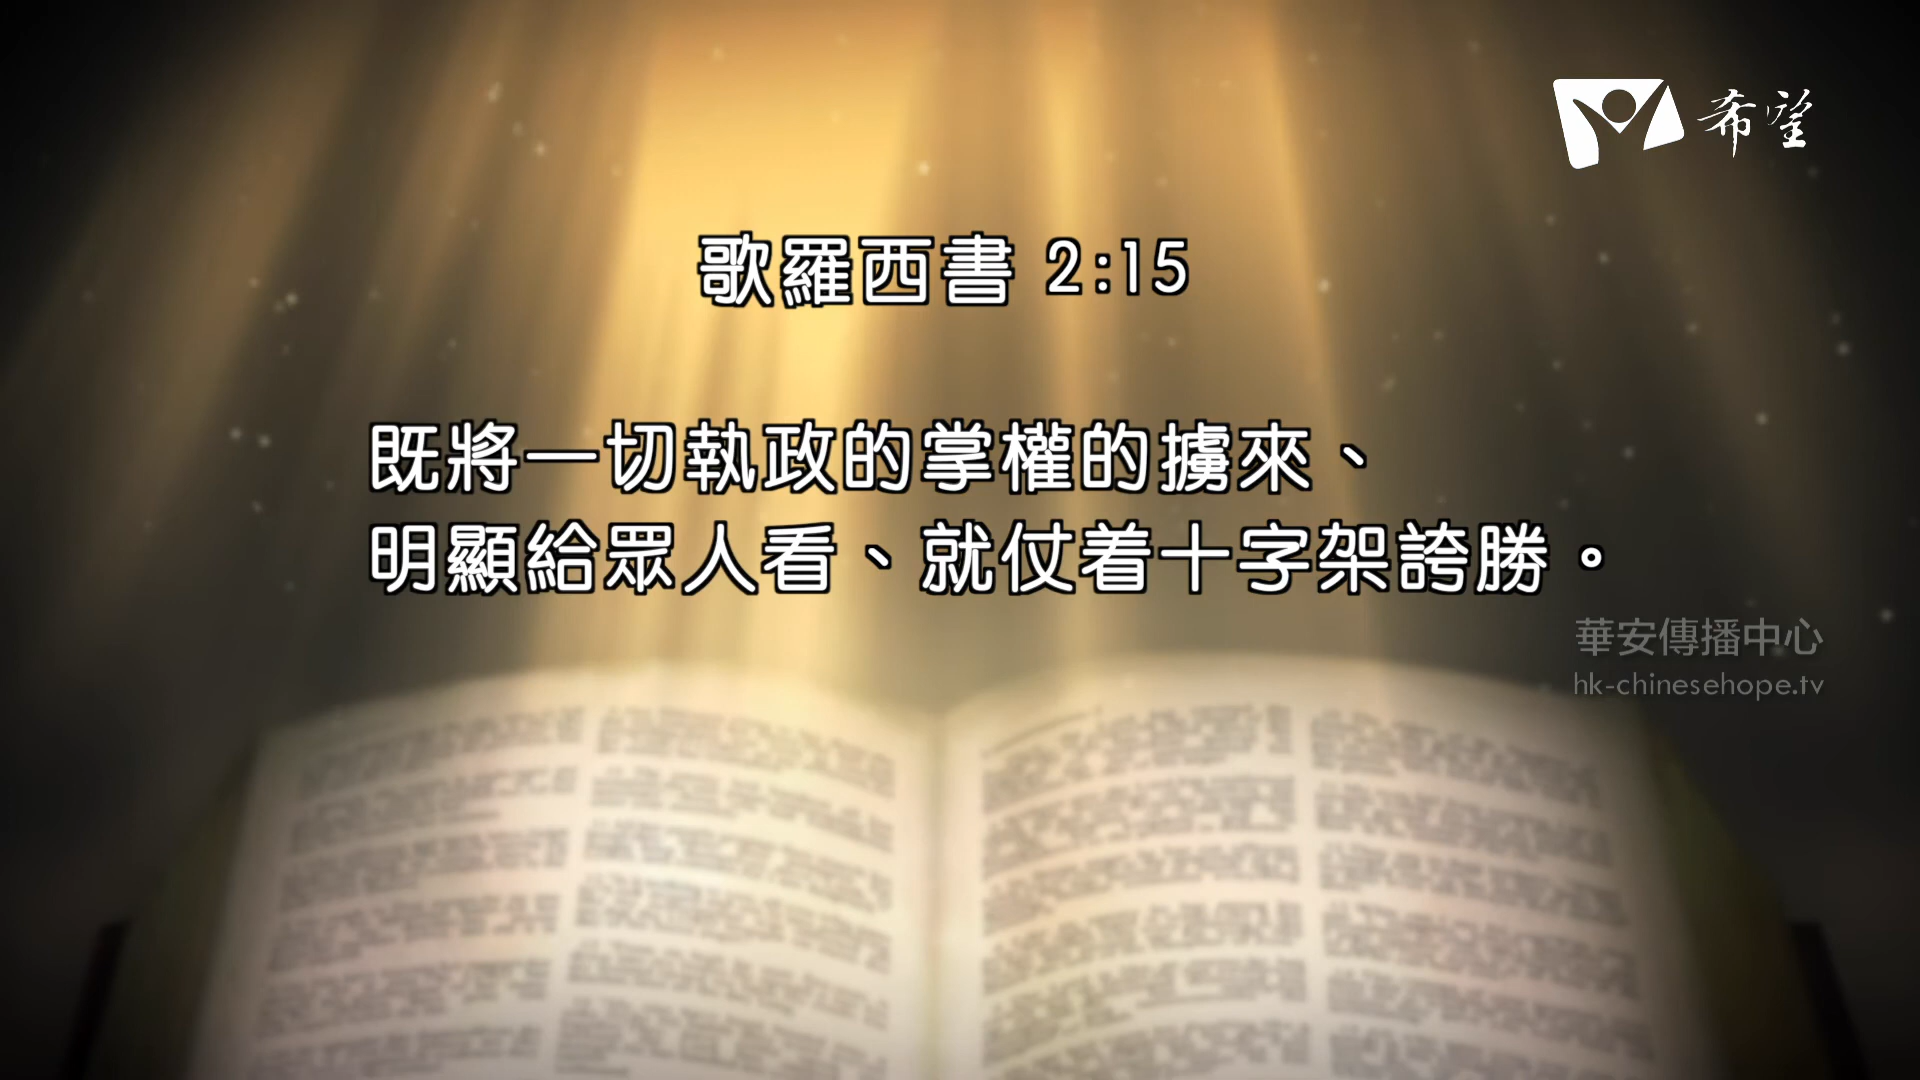 希望
歌羅西書 2:15
既將一切執政的掌權的擄來、
明顯給眾人看、就仗着十字架誇勝。
華安傳播中心
hk-chinesehope.tv